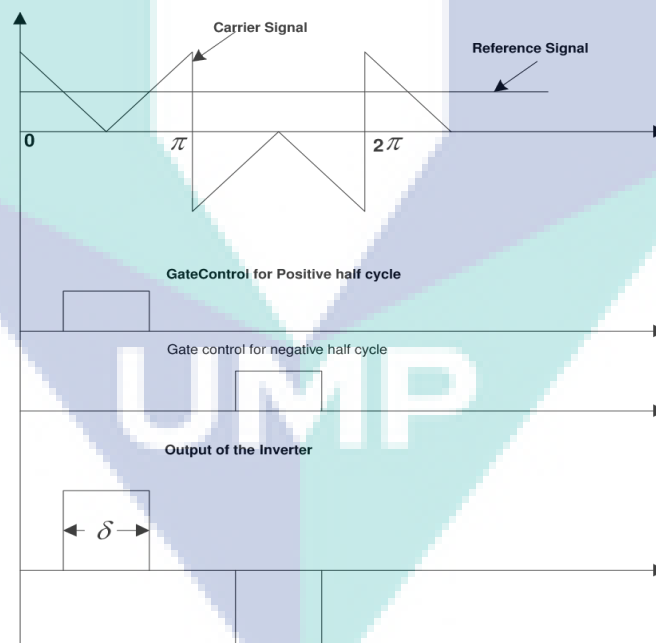 Carrier Signal
Reference Signal
0
π
2π
GateControl for Positive half cycle
Gate control for negative half cycle
UMP
Output of the Inverter
δ